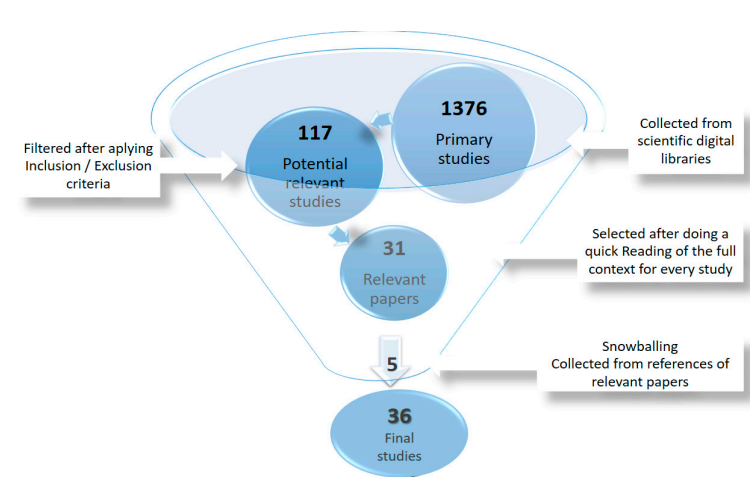 1376
Primary
studies
117
Potential
relevant
studies
Collected from
scientific digital
libraries
Filtered after aplying
Inclusion / Exclusion
criteria
31
Relevant
papers
Selected after doing a
quick Reading of the full
context for every study
5
Snowballing
Collected from references of
relevant papers
36
Final
studies